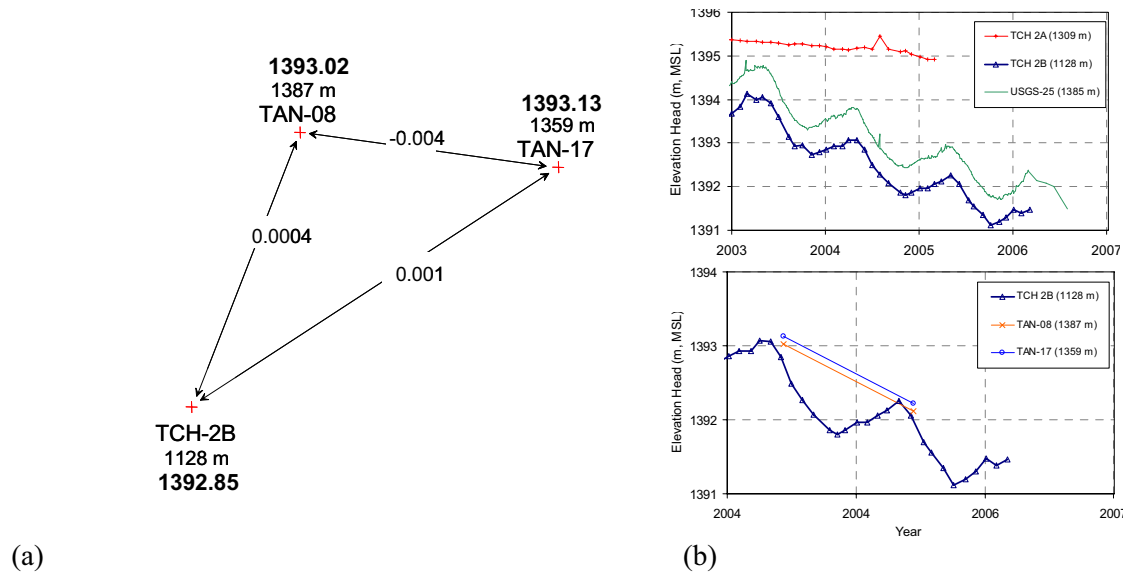 1393.02
1387 m
TAN-08
1393.13
1359 m
TAN-17
-0.004
0.0004
0.001
TCH-2B
1128 m
1392.85
(a)
1396
1395
1394
1393
1392
1391
Elevation Head (m, MSL)
TCH 2A (1309 m)
TCH 2B (1128 m)
USGS-25 (1385 m)
2003
2004
2005
2006
2007
1394
1393
1392
1391
Elevation Head (m, MSL)
TCH 2B (1128 m)
TAN-08 (1387 m)
TAN-17 (1359 m)
2004
2004
2006
2007
Year
(b)